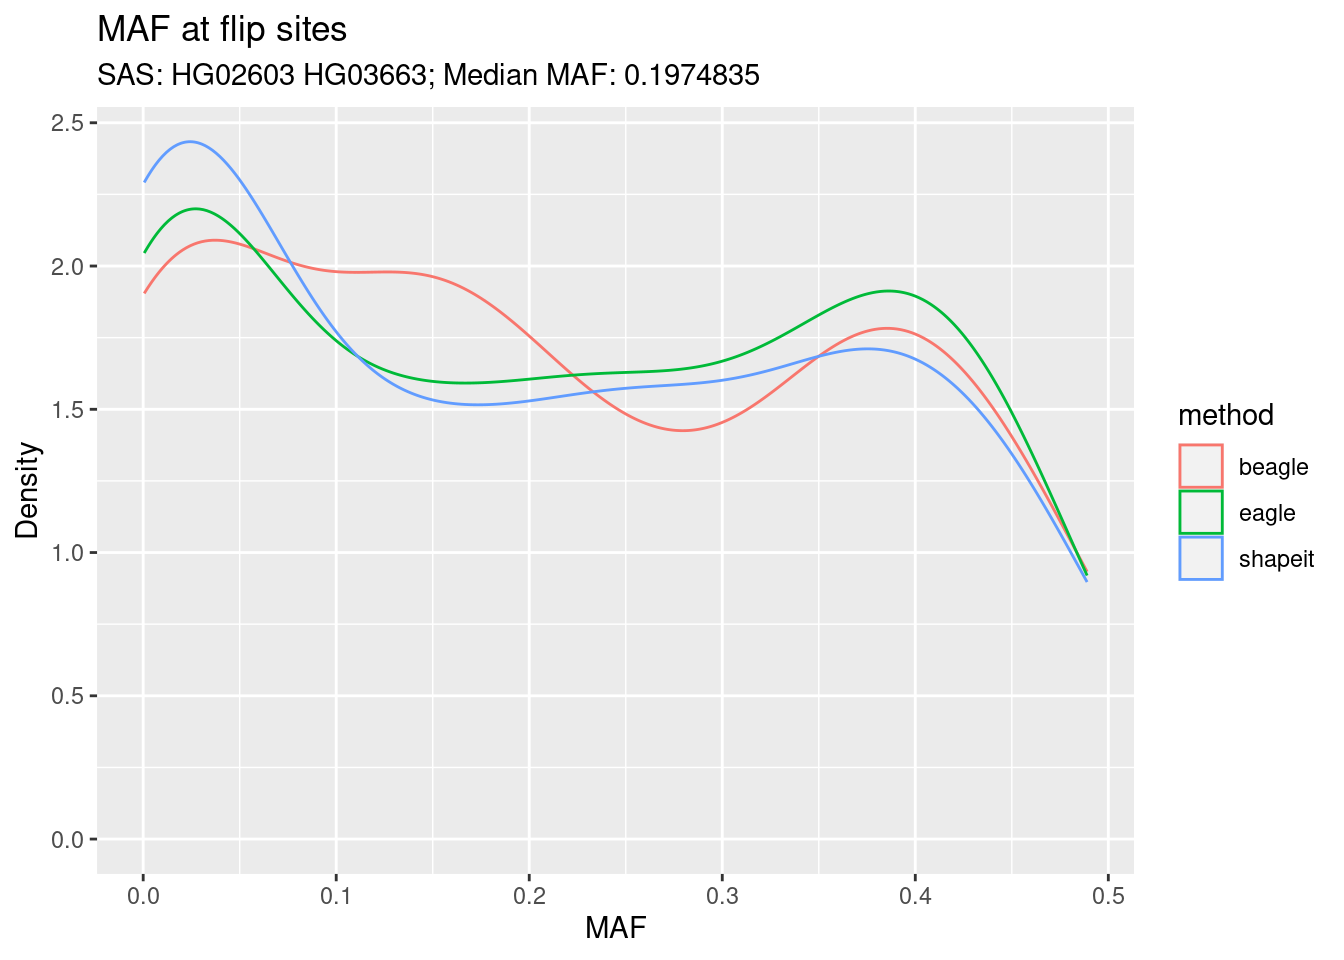 MAF at flip sites
SAS: HG02603 HG03663; Median MAF: 0.1974835
2.5
2.0
1.5
1.0
0.5
0.0
Density
0.0 0.1 0.2 0.3 0.4 0.5
MAF
method
beagle
eagle
shapeit